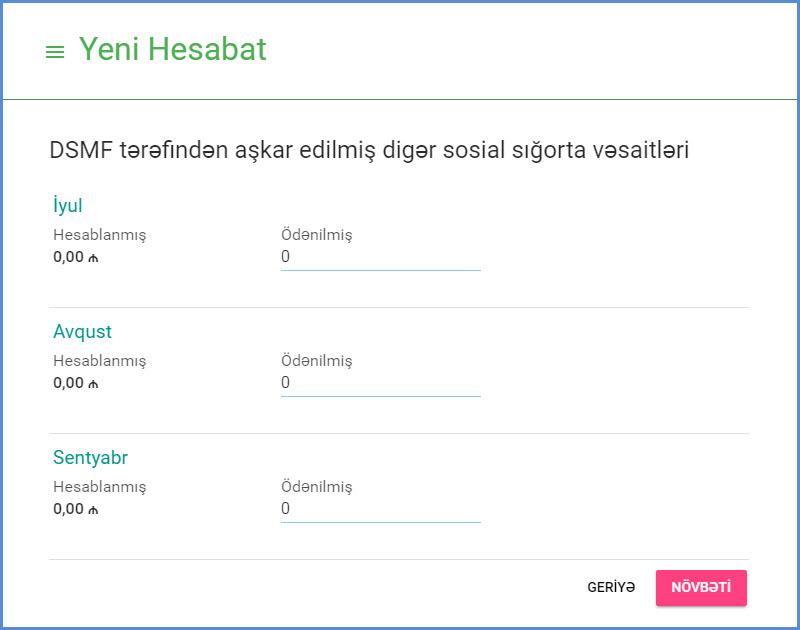 Yeni Hesabat
DSMF tərəfindən aşkar edilmiş digər sosial sığorta vəsaitləri
İyul
Hesablanmış Ödənilmiş
0,00 ₼ 0
Avqust
Hesablanmış Ödənilmiş
0,00 ₼ 0
Sentyabr
Hesablanmış Ödənilmiş
0,00 ₼ 0
GERİYƏ NÖVBƏTİ